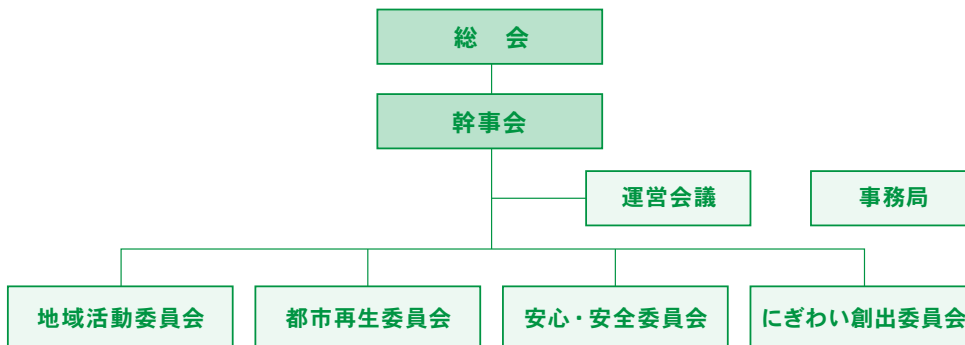 総　会
幹事会
運営会議
事務局
地域活動委員会
都市再生委員会
安心・安全委員会
にぎわい創出委員会